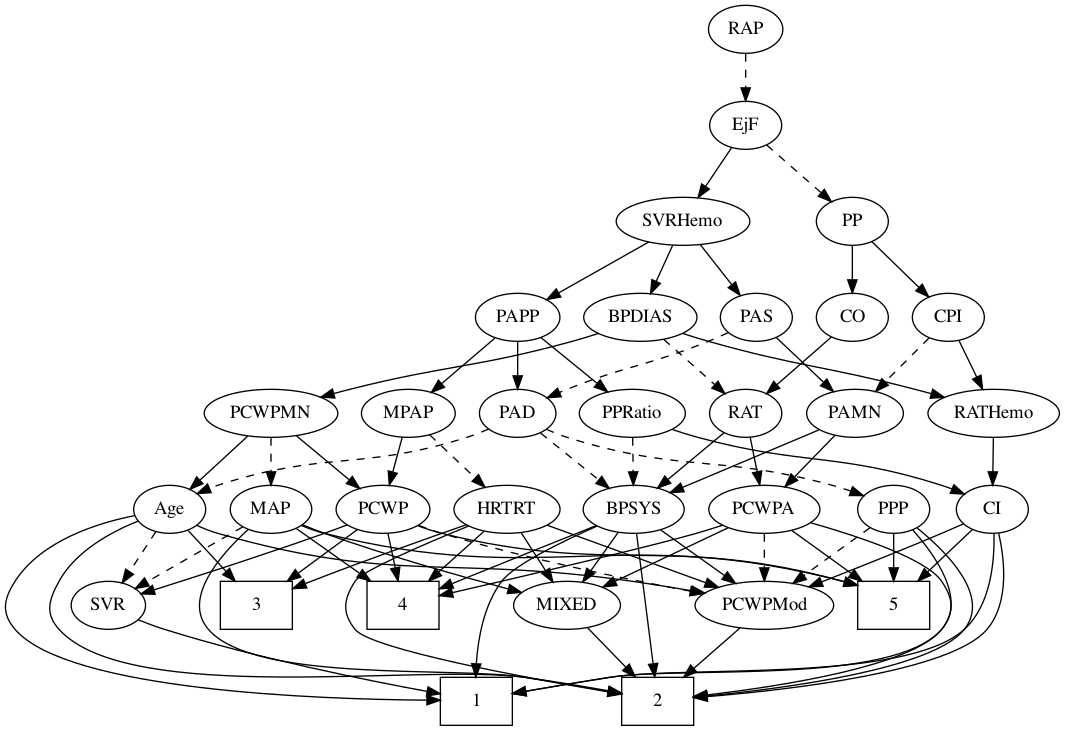 RAP
EjF
SVRHemo
PP
PAPP
BPDIAS
PAS
CO
CPI
PCWPMN
MPAP
PAD
PPRatio
RAT
PAMN
RATHemo
Age
MAP
PCWP
HRTRT
BPSYS
PCWPA
PPP
CI
SVR
3
4
MIXED
PCWPMod
5
1
2